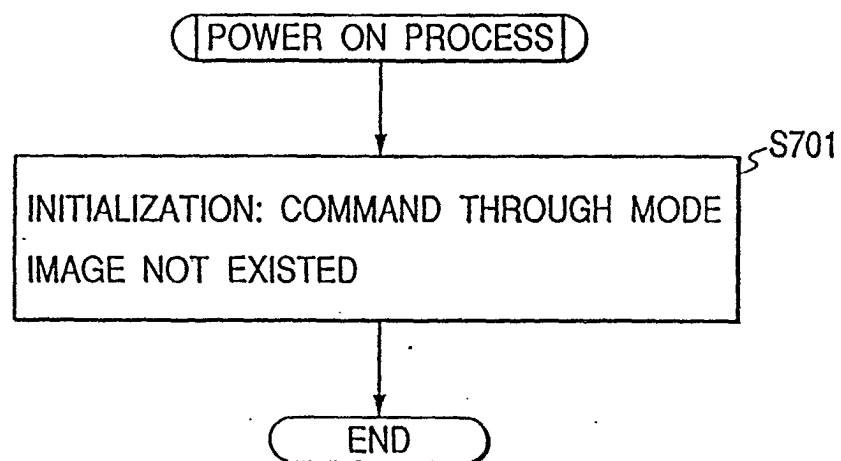 POWER ON PROCESS
S701
INITIALIZATION: COMMAND THROUGH MODE
IMAGE NOT EXISTED
END